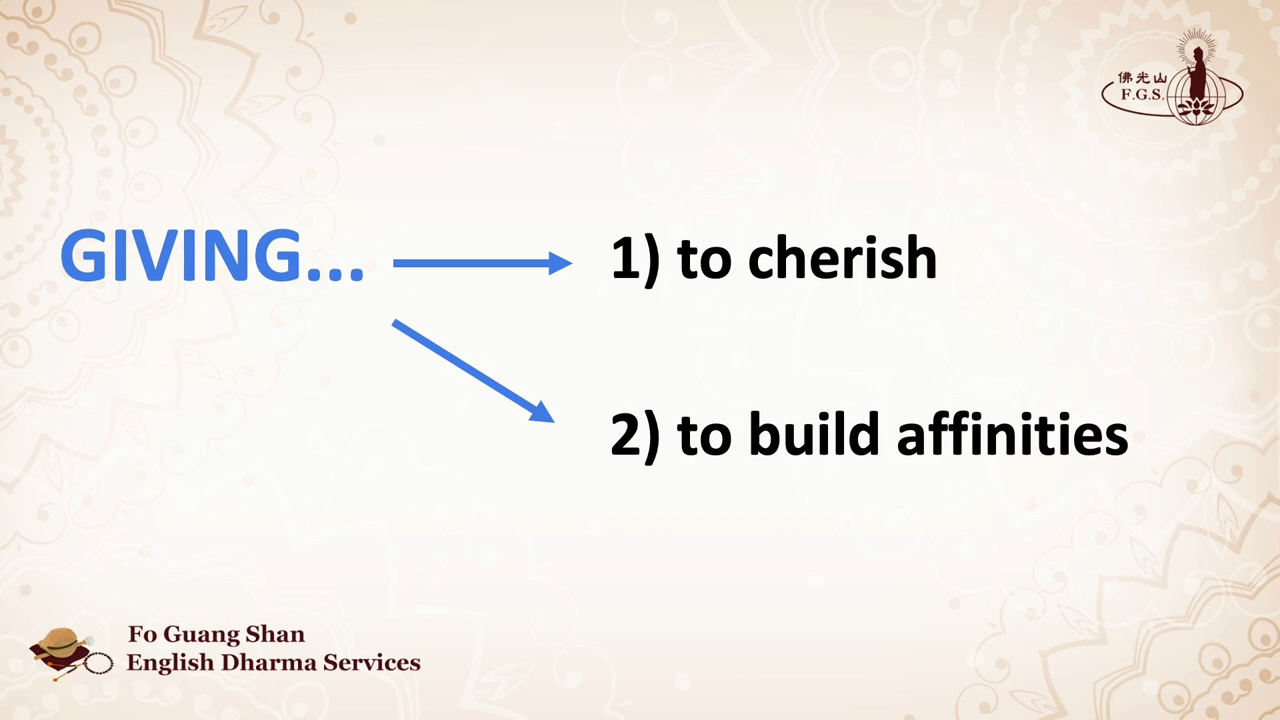 佛光山
F.G.S.
GIVING...
1) to cherish
2) to build affinities
Fo Guang Shan
English Dharma Services